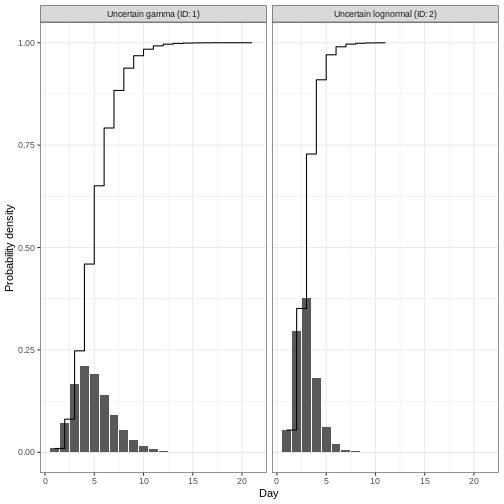 Uncertain gamma (ID: 1)
Uncertain lognormal (ID: 2)
Probability density
1.00
0.75
0.50
0.25
0.00
0 5 10 15 20
0 5 10 15 20
Day